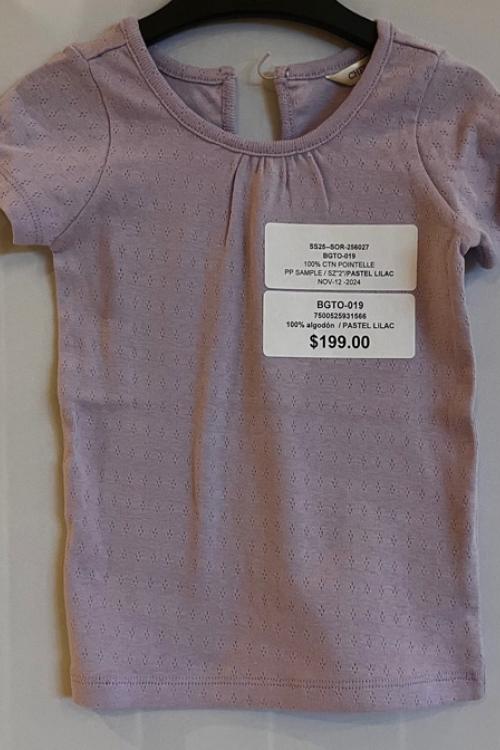 SS25--SOR-256027
BGTO-019
100% CTN POINTELLE
PP SAMPLE / SZ"2"/PASTEL LILAC
NOV-12 -2024
BGTO-019
7500525931566
100% algodón / PASTEL LILAC
$199.00